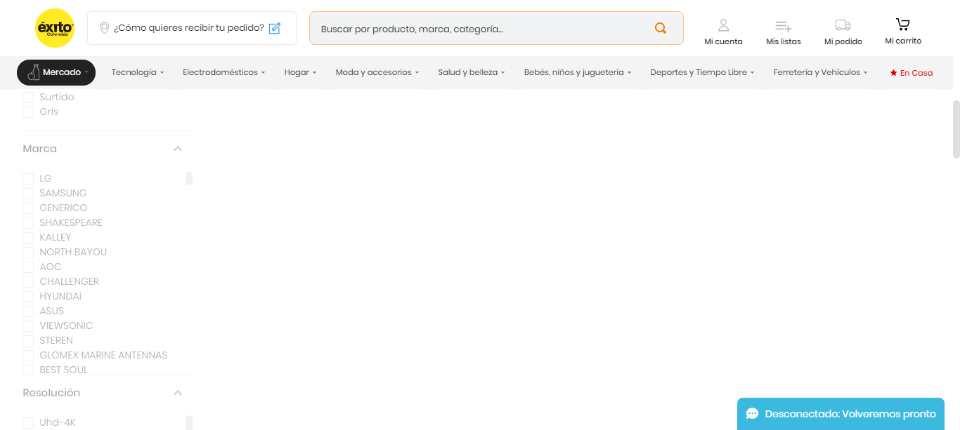 éxito
¿Cómo quieres recibir tu pedido?
Buscar por producto, marca, categoría...
Mi cuenta
Mis listas
Mi pedido
Mi carrito
Mercado
Tecnología
Electrodomésticos
Hogar
Moda y accesorios
Salud y belleza
Bebés, niños y juguetería
Deportes y Tiempo Libre
Ferretería y Vehículos
En Casa
Surtido
Gris
Marca
LG
SAMSUNG
GENERICO
SHAKESPEARE
KALLEY
NORTH BAYOU
AOC
CHALLENGER
HYUNDAI
ASUS
VIEWSONIC
STEREN
GLOMEX MARINE ANTENNAS
BEST SOUL
Resolución
Uhd-4K
Desconectado: Volveremos pronto